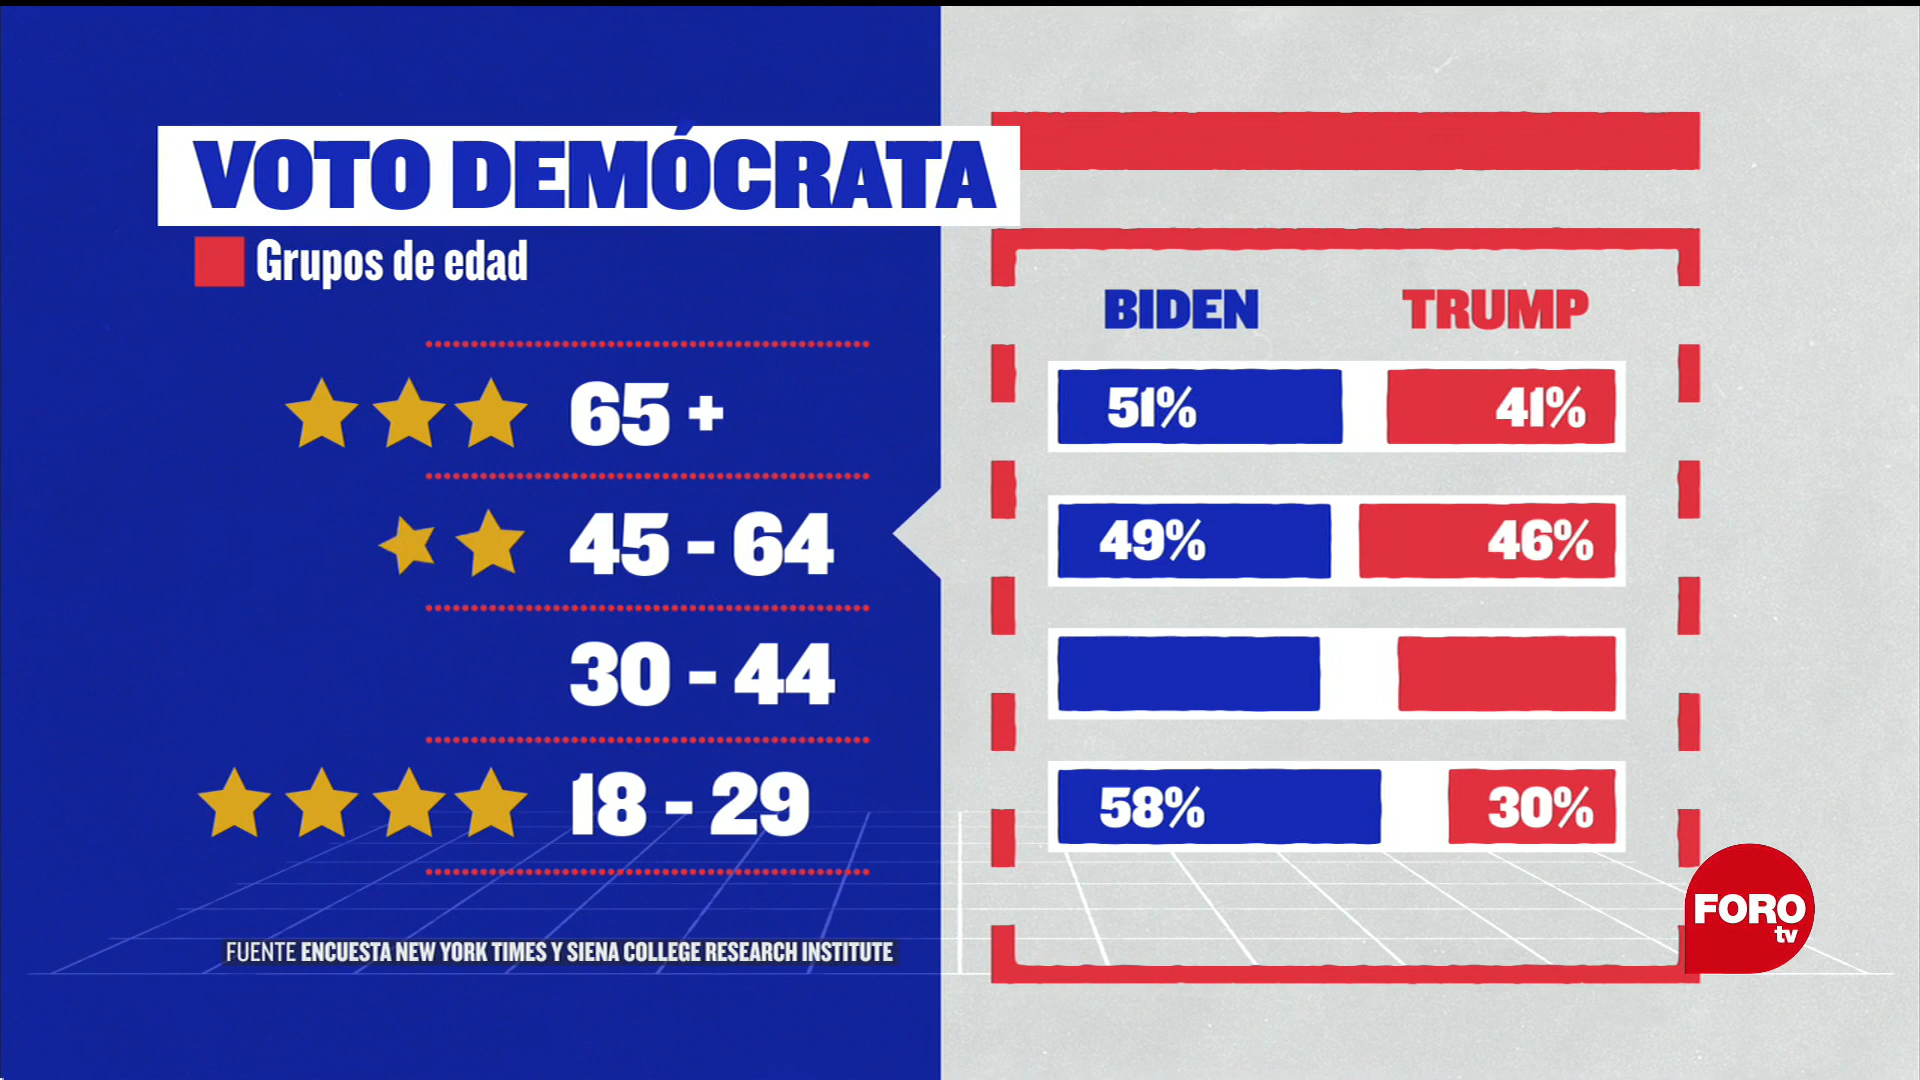 VOTO DEMÓCRATA
Grupos de edad
BIDEN TRUMP
65 + 51% 41%
45 - 64 49% 46%
30 - 44
18 - 29 58% 30%
FUENTE ENCUESTA NEW YORK TIMES Y SIENA COLLEGE RESEARCH INSTITUTE
FORO
tv